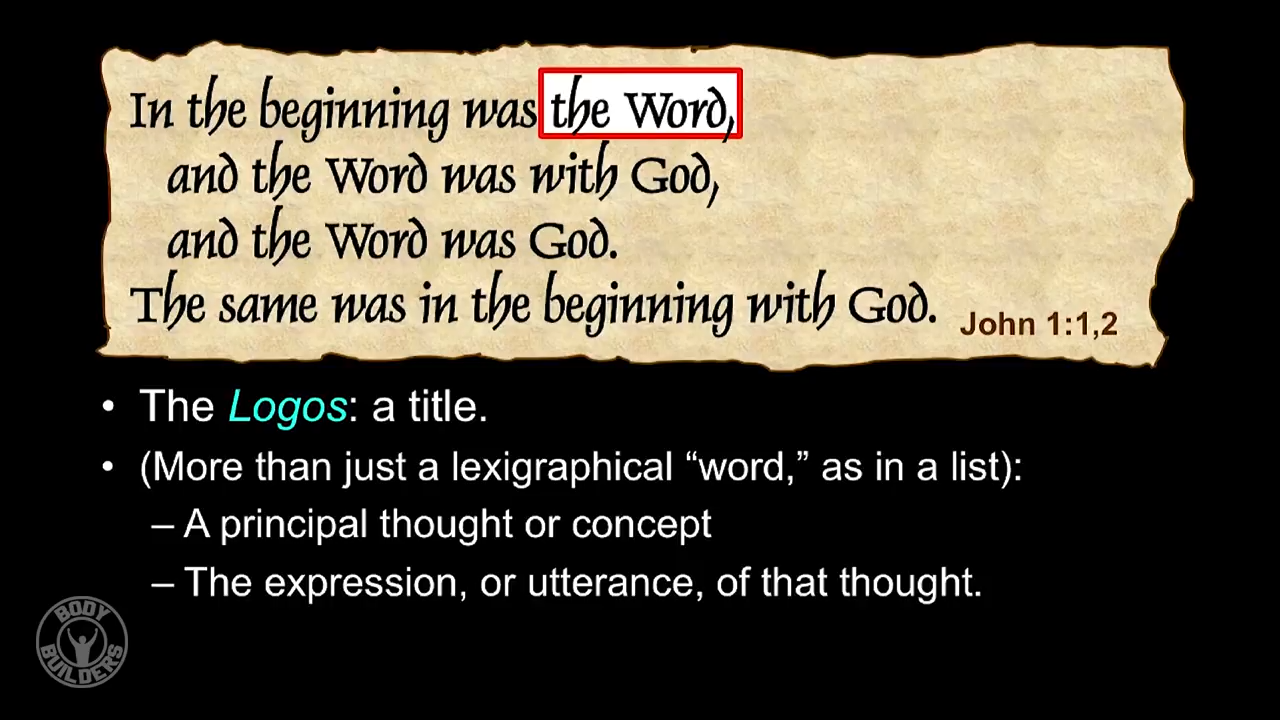 In the beginning was the Word,
and the Word was with God,
and the Word was God.
The same was in the beginning with God.
John 1:1,2
• The Logos: a title.
• (More than just a lexigraphical “word,” as in a list):
– A principal thought or concept
– The expression, or utterance, of that thought.
BODY
BUILDERS